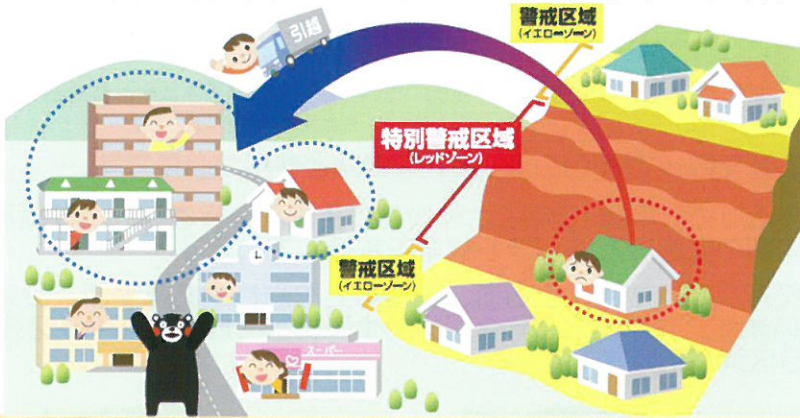 警戒区域
(イエローゾーン)
引越
特別警戒区域
(レッドゾーン)
警戒区域
(イエローゾーン)
スーパー